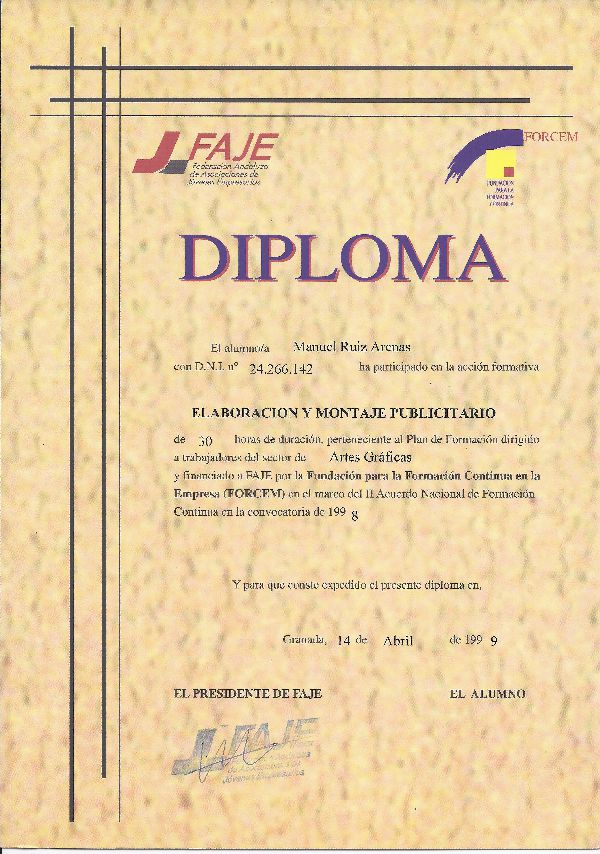 FAJE
Federación Andaluza
de Asociaciones de
Jóvenes Empresarios
FORCEM
FUNDACION
PARA LA
FORMACION
CONTINUA
DIPLOMA
El alumno/a Manuel Ruiz Arenas
con D.N.I. nº 24.266.142 ha participado en la acción formativa
ELABORACION Y MONTAJE PUBLICITARIO
de 30 horas de duración, perteneciente al Plan de Formación dirigido
a trabajadores del sector de Artes Gráficas
y financiado a FAJE por la Fundación para la Formación Continua en la
Empresa (FORCEM) en el marco del II Acuerdo Nacional de Formación
Continua en la convocatoria de 199 8
Y para que conste expedido el presente diploma en,
Granada, 14 de Abril de 199 9
EL PRESIDENTE DE FAJE EL ALUMNO
FAJE
de Asociaciones de
Jóvenes Empresarios